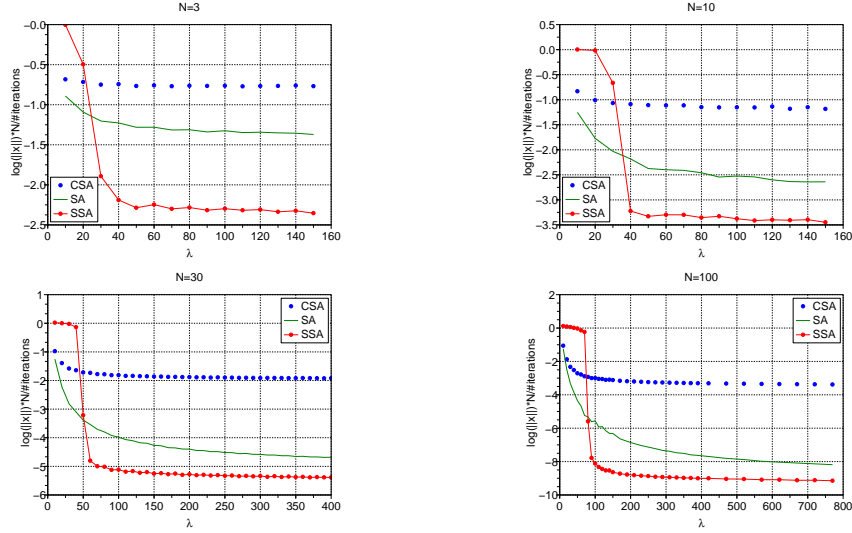 N=3
log(||x||)*N/#iterations
−0.0
−0.5
−1.0
−1.5
−2.0
−2.5
CSA
SA
SSA
0 20 40 60 80 100 120 140 160
λ
N=10
log(||x||)*N/#iterations
0.5
0.0
−0.5
−1.0
−1.5
−2.0
−2.5
−3.0
−3.5
CSA
SA
SSA
0 20 40 60 80 100 120 140 160
λ
N=30
log(||x||)*N/#iterations
1
0
−1
−2
−3
−4
−5
−6
CSA
SA
SSA
0 50 100 150 200 250 300 350 400
λ
N=100
log(||x||)*N/#iterations
2
0
−2
−4
−6
−8
−10
CSA
SA
SSA
0 100 200 300 400 500 600 700 800
λ